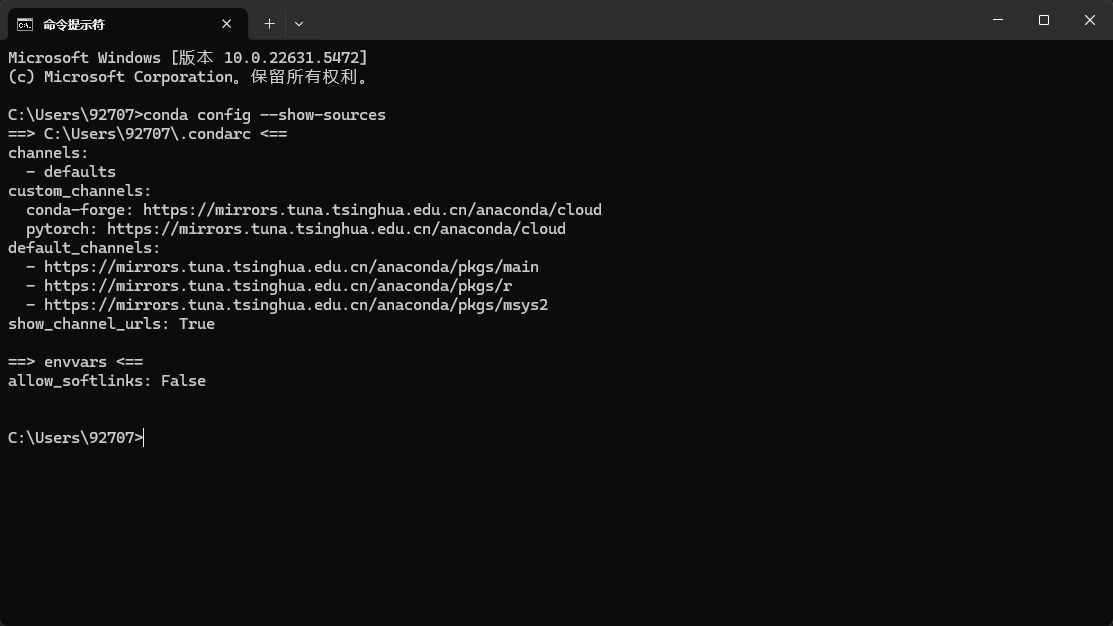 命令提示符
Microsoft Windows [版本 10.0.22631.5472]
(c) Microsoft Corporation。保留所有权利。
C:\Users\92707>conda config --show-sources
==> C:\Users\92707\.condarc <==
channels:
  - defaults
custom_channels:
  conda-forge: https://mirrors.tuna.tsinghua.edu.cn/anaconda/cloud
  pytorch: https://mirrors.tuna.tsinghua.edu.cn/anaconda/cloud
default_channels:
  - https://mirrors.tuna.tsinghua.edu.cn/anaconda/pkgs/main
  - https://mirrors.tuna.tsinghua.edu.cn/anaconda/pkgs/r
  - https://mirrors.tuna.tsinghua.edu.cn/anaconda/pkgs/msys2
show_channel_urls: True
==> envvars <==
allow_softlinks: False
C:\Users\92707>